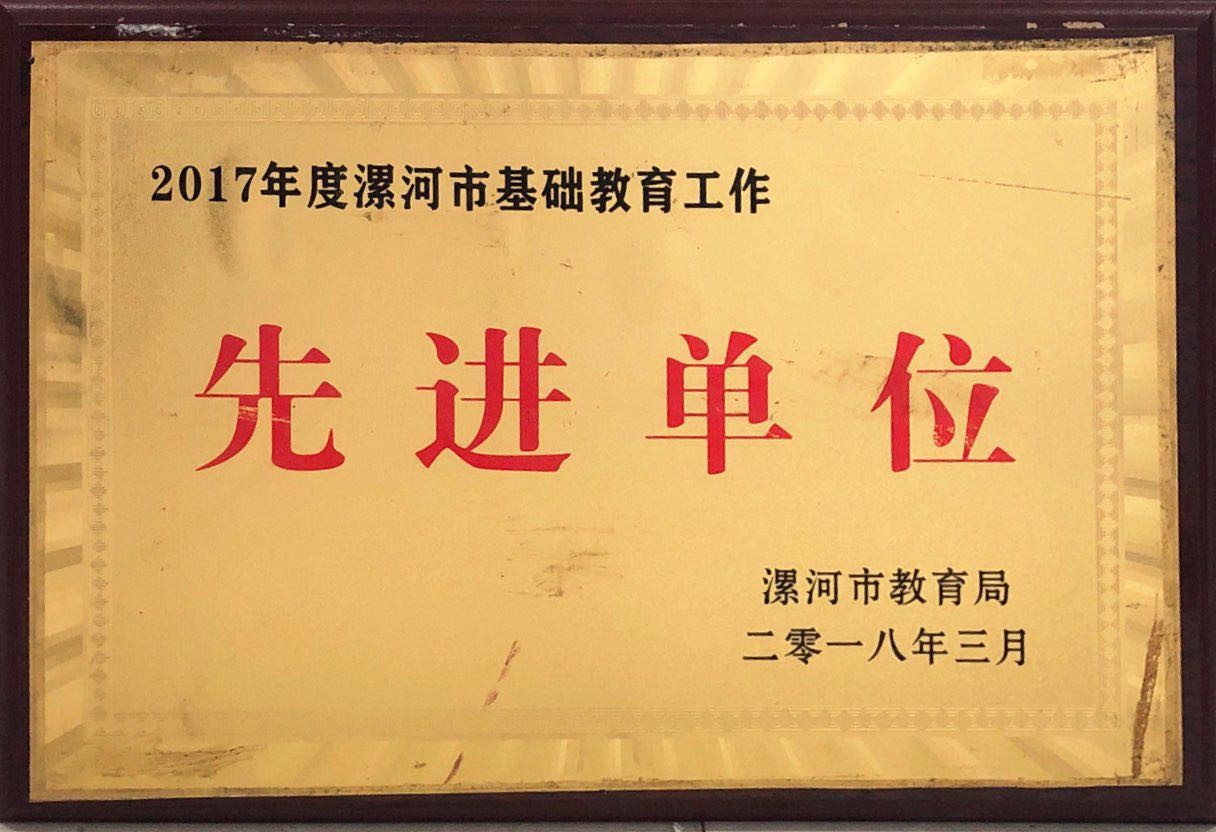 2017年度漯河市基础教育工作
先进单位
漯河市教育局
二零一八年三月